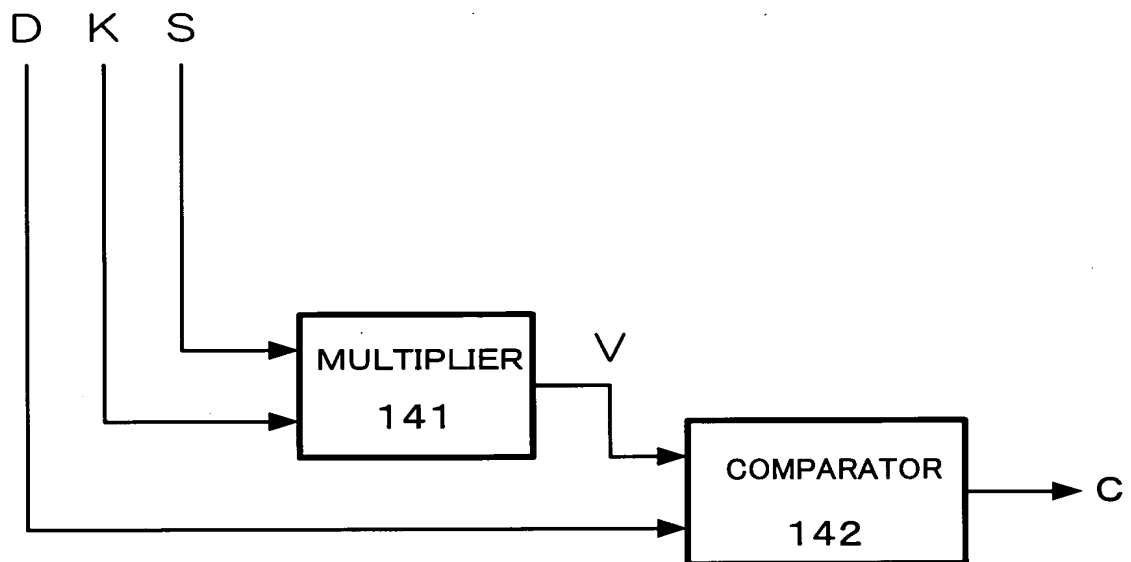 D K S
MULTIPLIER
141
V
COMPARATOR
142
C